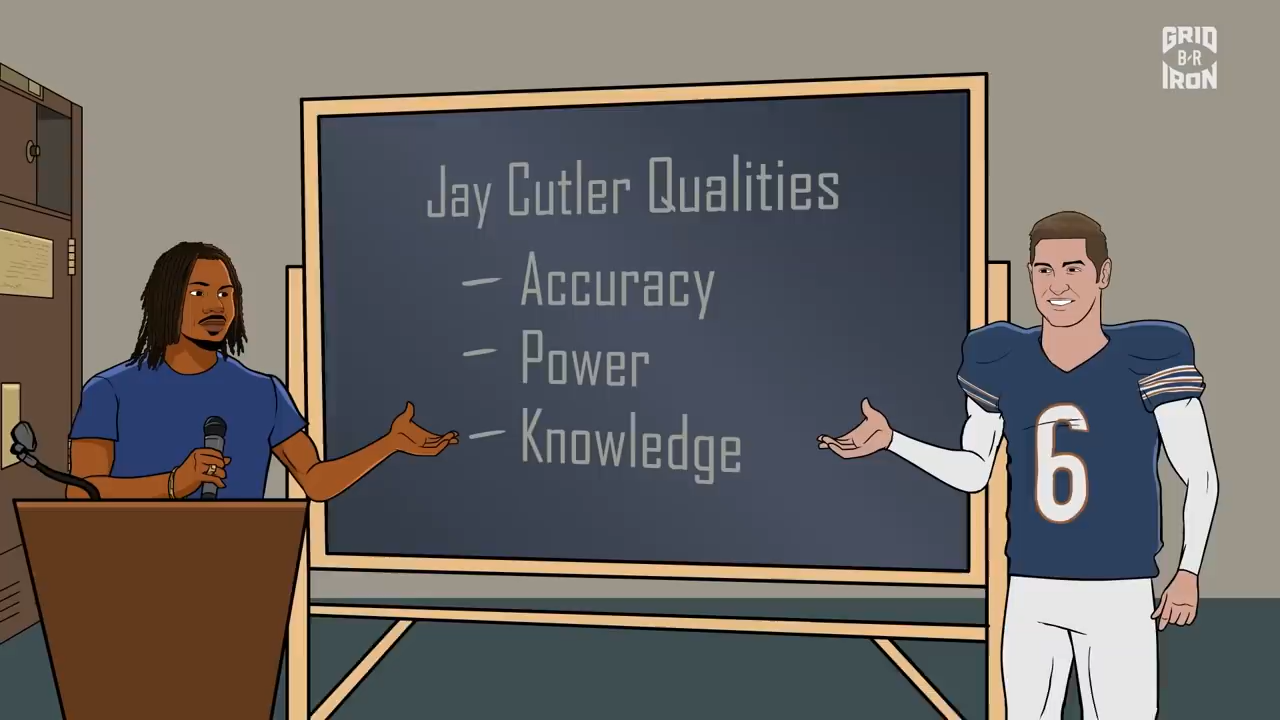 GRID
B/R
IRON
Jay Cutler Qualities
– Accuracy
– Power
– Knowledge
6